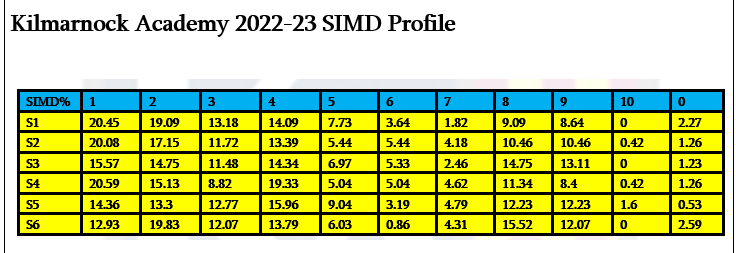 Kilmarnock Academy 2022-23 SIMD Profile
SIMD% 1 2 3 4 5 6 7 8 9 10 0
S1 20.45 19.09 13.18 14.09 7.73 3.64 1.82 9.09 8.64 0 2.27
S2 20.08 17.15 11.72 13.39 5.44 5.44 4.18 10.46 10.46 0.42 1.26
S3 15.57 14.75 11.48 14.34 6.97 5.33 2.46 14.75 13.11 0 1.23
S4 20.59 15.13 8.82 19.33 5.04 5.04 4.62 11.34 8.4 0.42 1.26
S5 14.36 13.3 12.77 15.96 9.04 3.19 4.79 12.23 12.23 1.6 0.53
S6 12.93 19.83 12.07 13.79 6.03 0.86 4.31 15.52 12.07 0 2.59